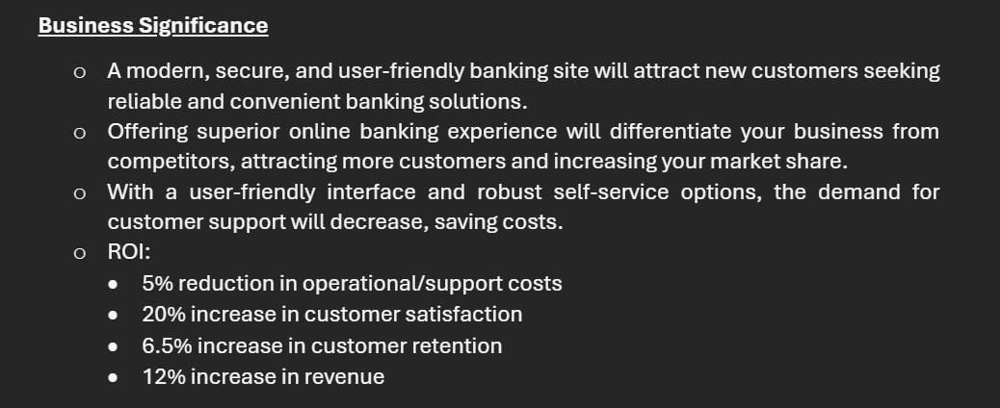 Business Significance
o A modern, secure, and user-friendly banking site will attract new customers seeking
reliable and convenient banking solutions.
o Offering superior online banking experience will differentiate your business from
competitors, attracting more customers and increasing your market share.
o With a user-friendly interface and robust self-service options, the demand for
customer support will decrease, saving costs.
o ROI:
• 5% reduction in operational/support costs
• 20% increase in customer satisfaction
• 6.5% increase in customer retention
• 12% increase in revenue